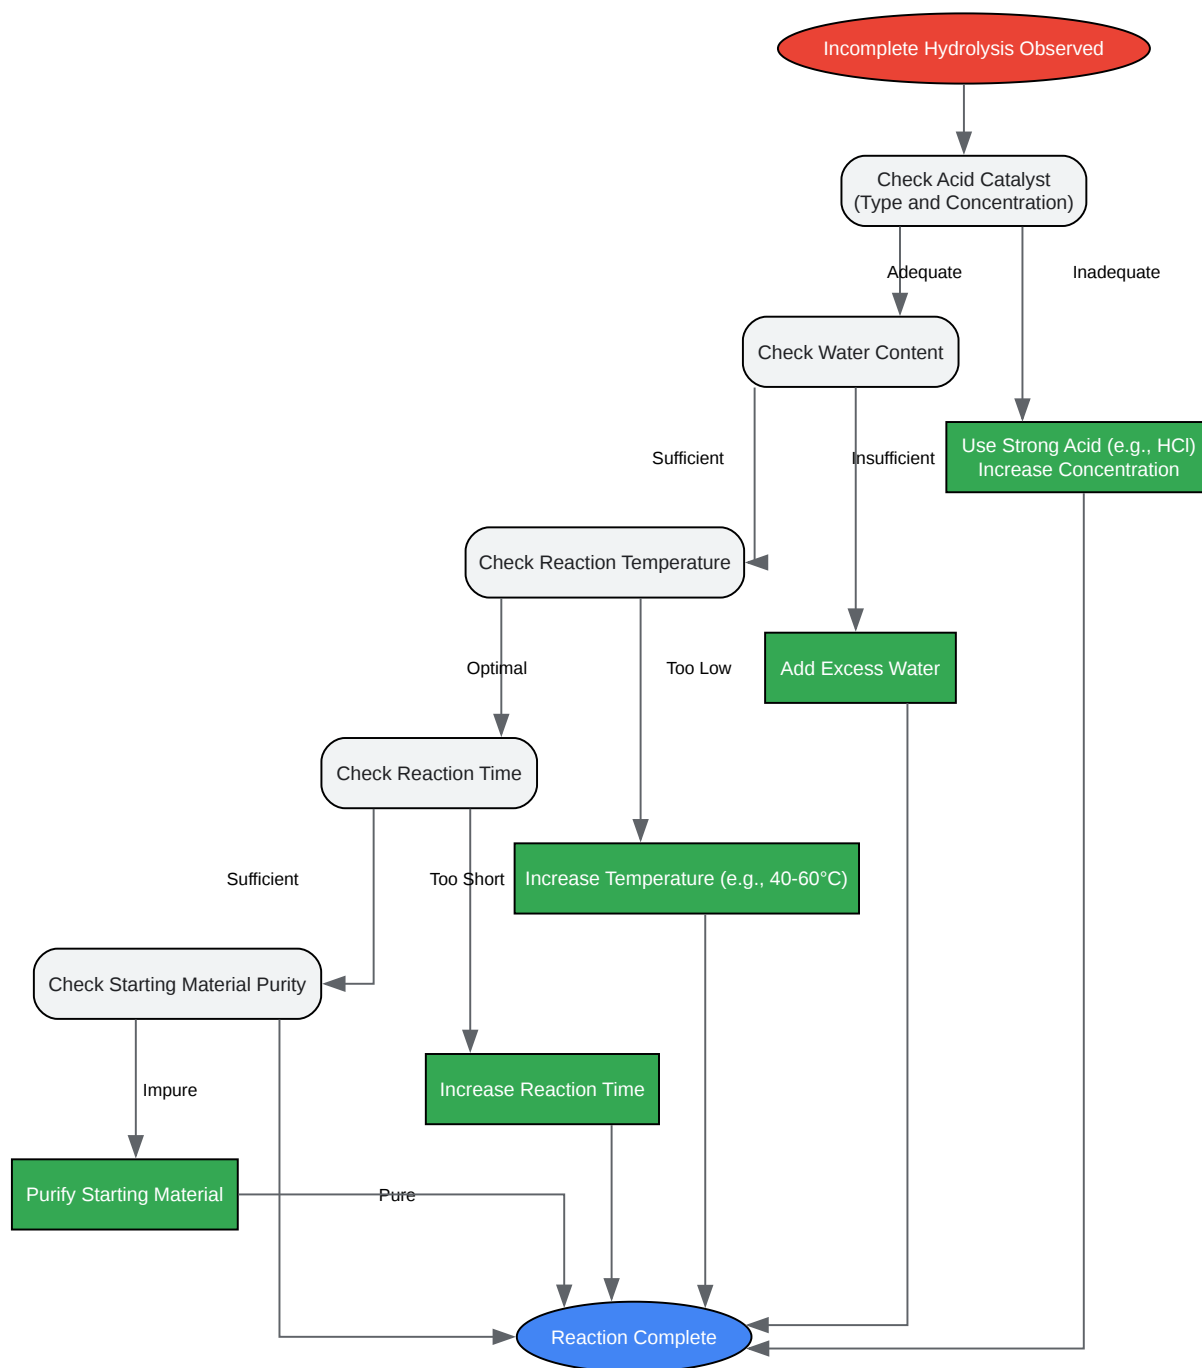 Incomplete Hydrolysis Observed
Check Acid Catalyst
(Type and Concentration)
Adequate
Inadequate
Check Water Content
Sufficient
Insufficient
Use Strong Acid (e.g., HCl)
Increase Concentration
Check Reaction Temperature
Optimal
Too Low
Add Excess Water
Check Reaction Time
Sufficient
Too Short
Increase Temperature (e.g., 40-60°C)
Check Starting Material Purity
Impure
Increase Reaction Time
Purify Starting Material
Pure
Reaction Complete